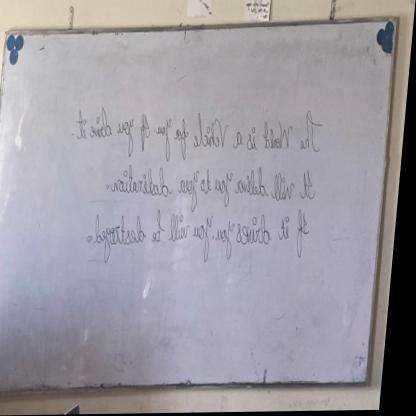 The World is a Vehicle for you If you drive it.
It will deliver you to your delination.
If it drives you. you will be destroyed.